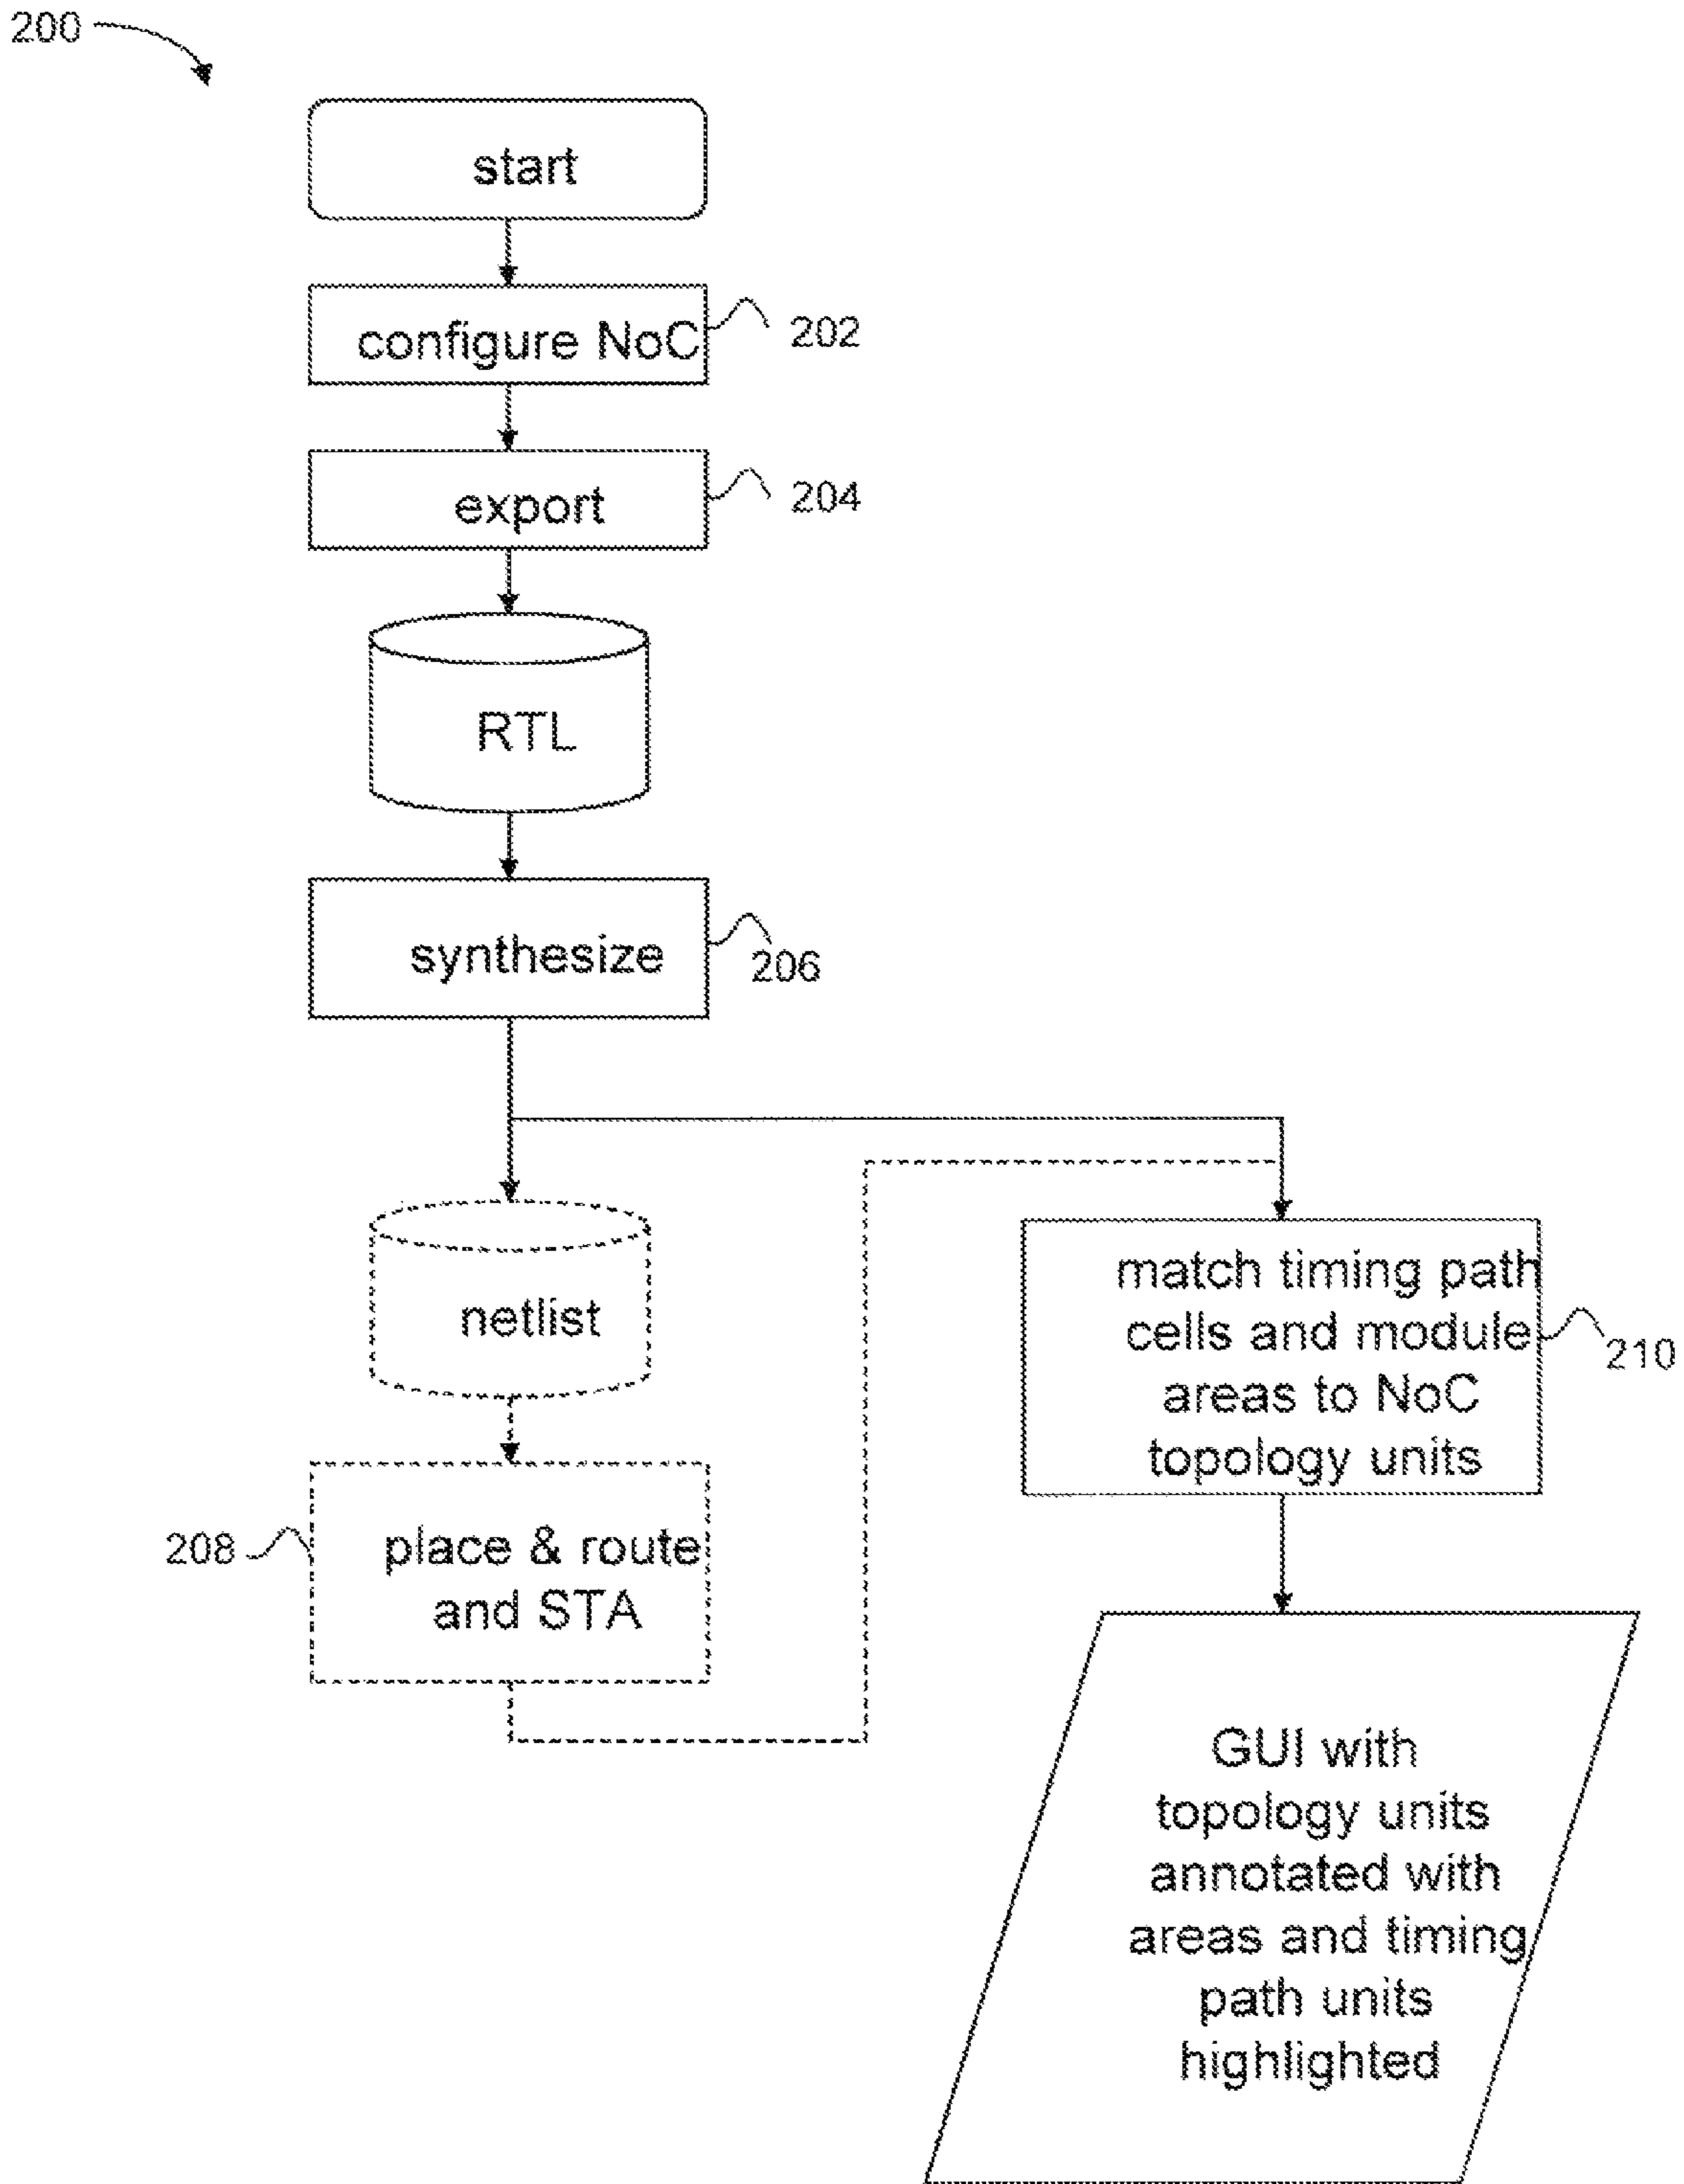 200
start
configure NoC
202
export
204
RTL
synthesize
206
netlist
match timing path
cells and module
areas to NoC
topology units
210
208
place & route
and STA
GUI with
topology units
annotated with
areas and timing
path units
highlighted